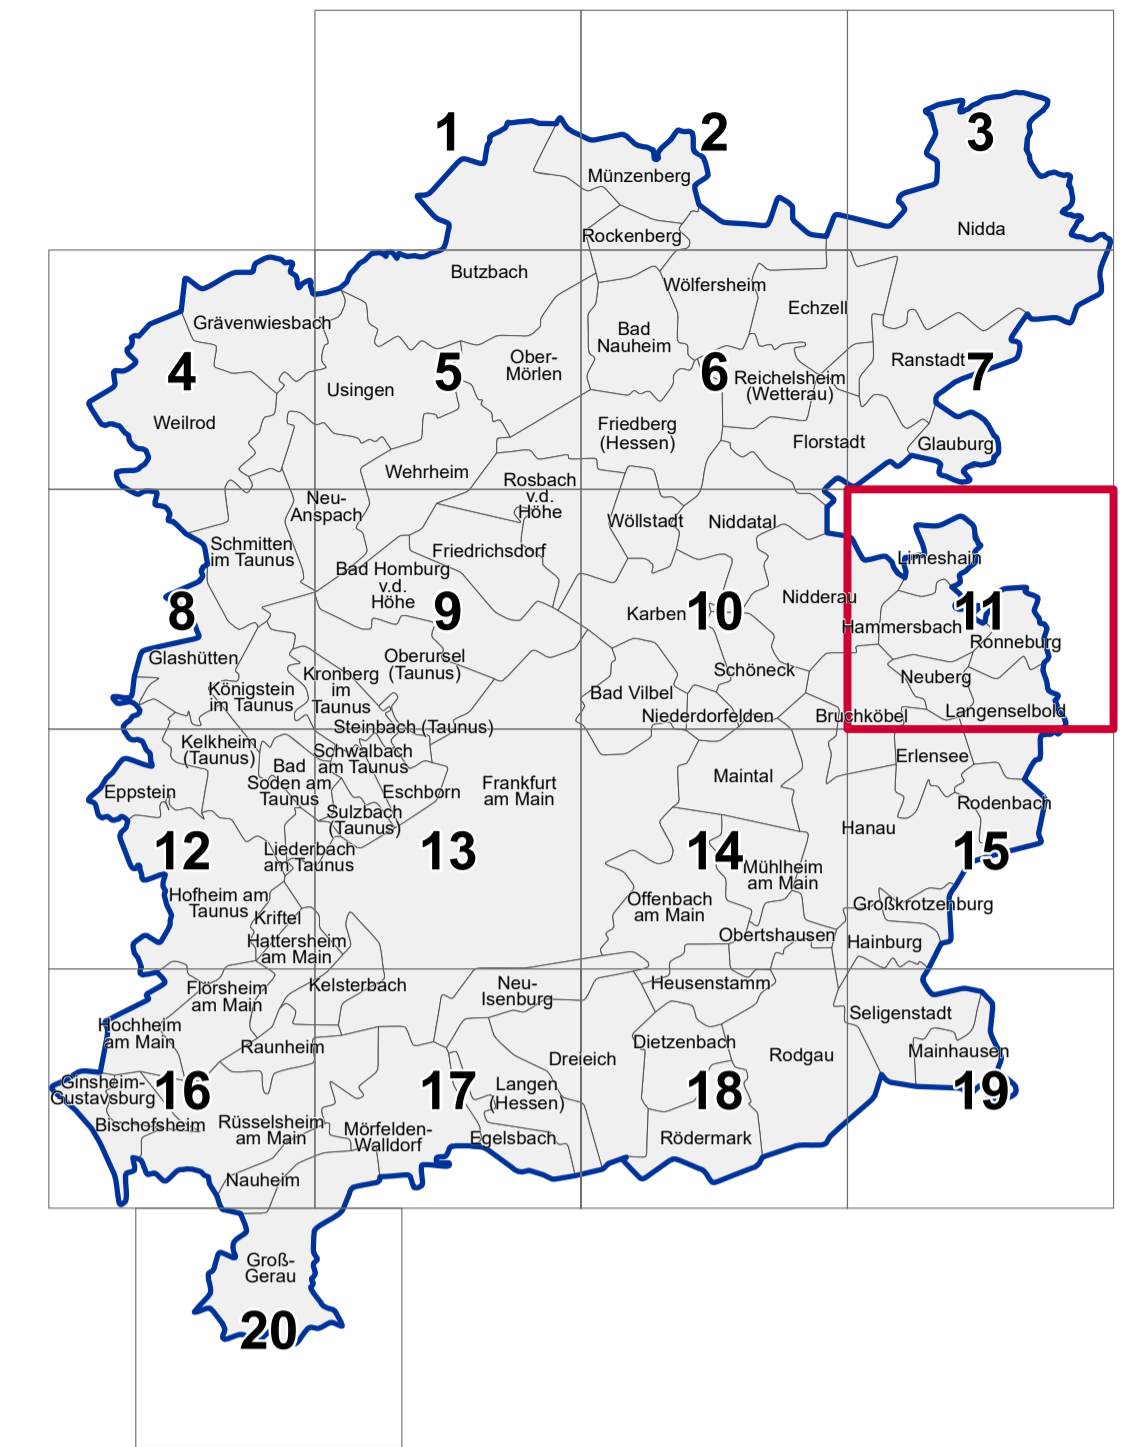 1
2
3
Münzenberg
Rockenberg
Nidda
Butzbach
Wölfersheim
Echzell
Grävenwiesbach
Bad
Nauheim
Ober-
Mörlen
4
5
6
7
Ranstadt
Usingen
Reichelsheim
(Wetterau)
Weilrod
Friedberg
(Hessen)
Florstadt
Glauburg
Wehrheim
Rosbach
v.d.
Höhe
Neu-
Anspach
Wöllstadt
Niddatal
Schmitten
im Taunus
Friedrichsdorf
Limeshain
Bad Homburg
v.d.
Höhe
8
9
10
11
Nidderau
Karben
Hammersbach
Ronneburg
Glashütten
Oberursel
(Taunus)
Schöneck
Neuberg
Königstein
im Taunus
Kronberg
im
Taunus
Bad Vilbel
Niederdorfelden
Bruchköbel
Langenselbold
Steinbach (Taunus)
Kelkheim
(Taunus)
Schwalbach
am Taunus
Erlensee
Bad
Soden am
Taunus
Maintal
Eppstein
Eschborn
Frankfurt
am Main
Rodenbach
Sulzbach
(Taunus)
Hanau
12
13
14
15
Liederbach
am Taunus
Mühlheim
am Main
Hofheim am
Taunus
Offenbach
am Main
Großkrotzenburg
Kriftel
Hattersheim
am Main
Obertshausen
Hainburg
Flörsheim
am Main
Kelsterbach
Neu-
Isenburg
Heusenstamm
Seligenstadt
Hochheim
am Main
Raunheim
Dreieich
Dietzenbach
Rodgau
Mainhausen
Ginsheim-
Gustavsburg
16
17
18
19
Langen
(Hessen)
Bischofsheim
Rüsselsheim
am Main
Mörfelden-
Walldorf
Egelsbach
Rödermark
Nauheim
Groß-
Gerau
20